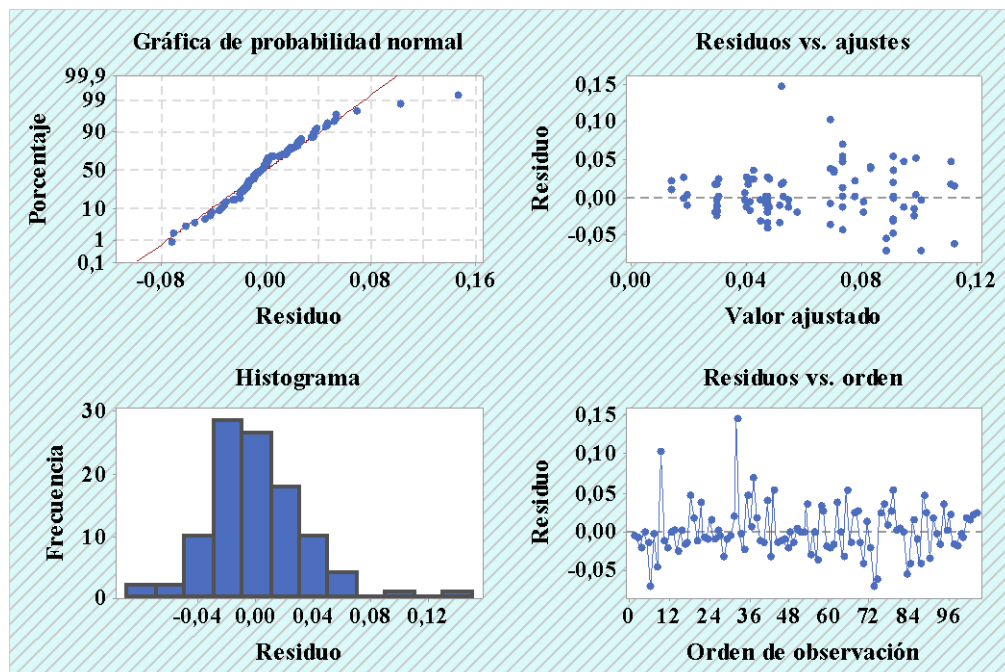 Gráfica de probabilidad normal
99,9
99
90
50
10
1
0,1
Porcentaje
-0,08 0,00 0,08 0,16
Residuo
Residuos vs. ajustes
0,15
0,10
0,05
0,00
-0,05
Residuo
0,00 0,04 0,08 0,12
Valor ajustado
Histograma
30
20
10
0
Frecuencia
-0,04 0,00 0,04 0,08 0,12
Residuo
Residuos vs. orden
0,15
0,10
0,05
0,00
-0,05
Residuo
0 12 24 36 48 60 72 84 96
Orden de observación